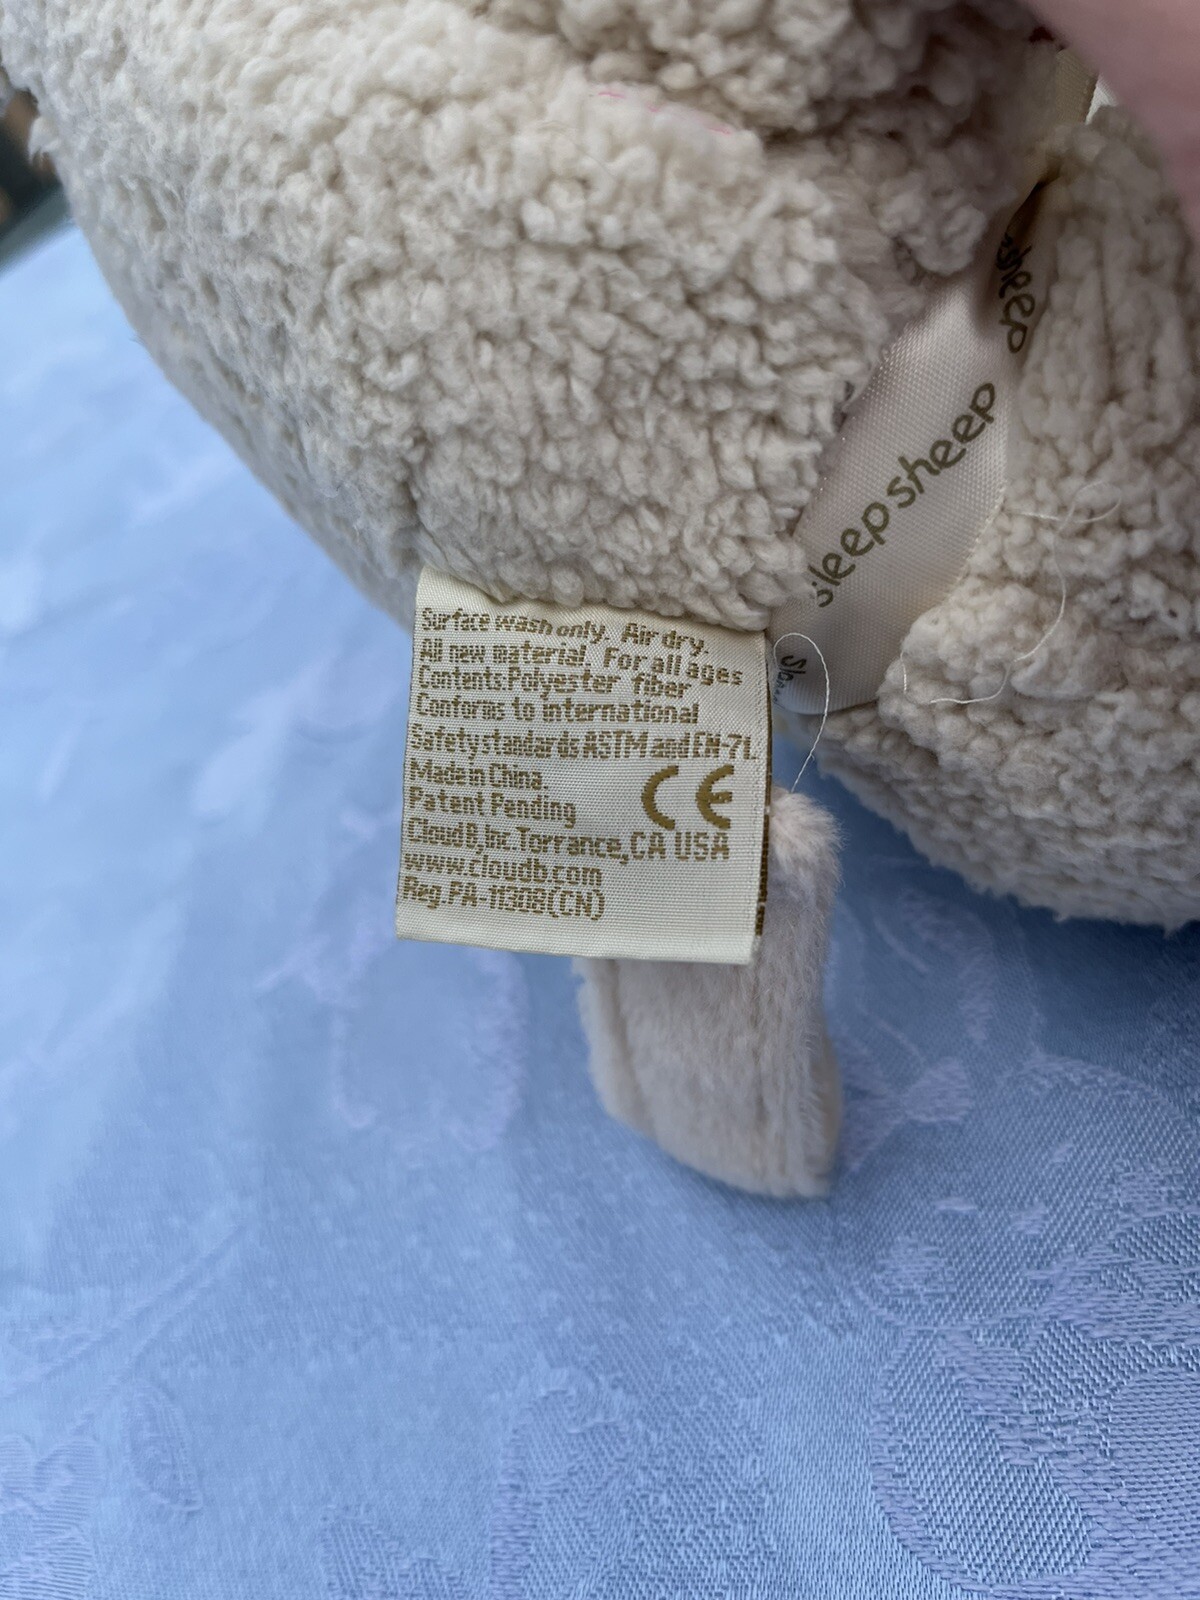 sheep
sleepsheep
Surface wash only. Air dry.
All new material. For all ages
Contents:Polyester fiber
Conforms to international
Safety standards ASTM and EN-71
Made in China.
Patent Pending
CE
Cloud B, Inc. Torrance, CA USA
www.cloudb.com
Reg.PA-11308(CN)